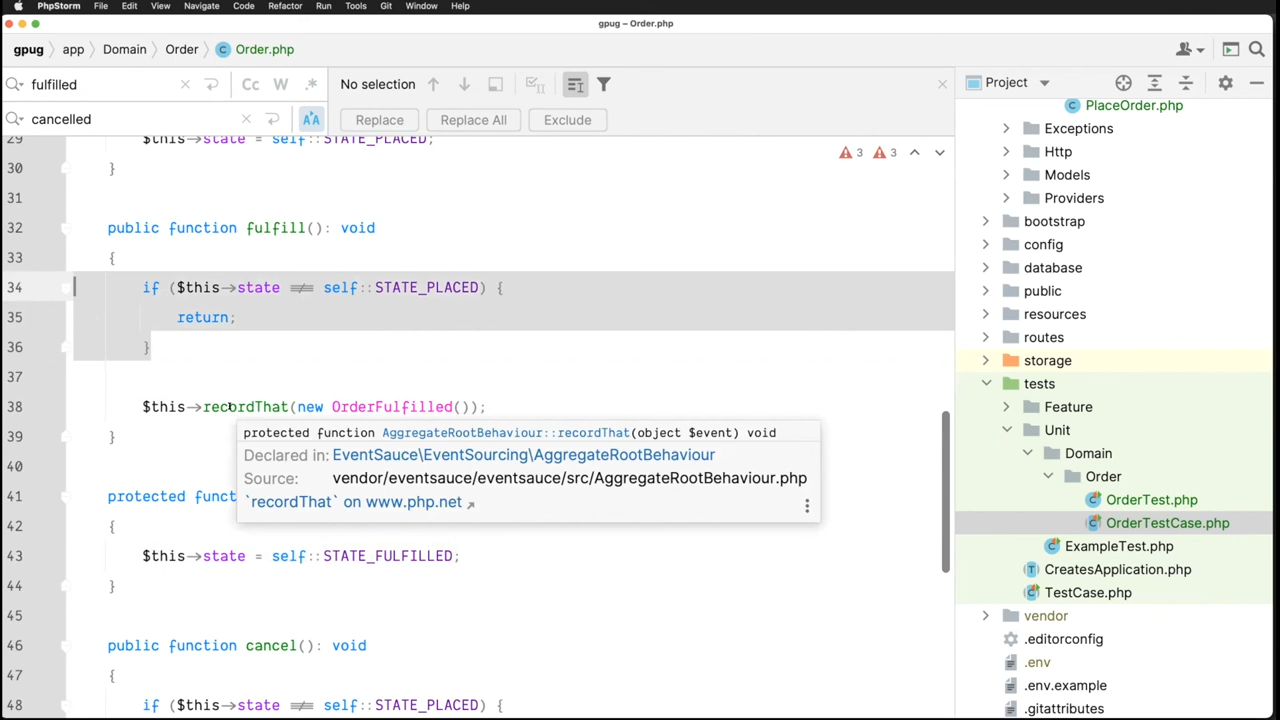 PhpStorm File Edit View Navigate Code Refactor Run Tools Git Window Help
gpug – Order.php
gpug app Domain Order Order.php
fulfilled Cc W .* No selection
cancelled Replace Replace All Exclude
29 $this->state = self::STATE_PLACED;
3 3
30 }
31
32 public function fulfill(): void
33 {
34 if ($this->state !== self::STATE_PLACED) {
35 return;
36 }
37
38 $this->recordThat(new OrderFulfilled());
39 }
protected function AggregateRootBehaviour::recordThat(object $event) void
Declared in: EventSauce\EventSourcing\AggregateRootBehaviour
Source: vendor/eventsauce/eventsauce/src/AggregateRootBehaviour.php
`recordThat` on www.php.net
40
41 protected funct
42 {
43 $this->state = self::STATE_FULFILLED;
44 }
45
46 public function cancel(): void
47 {
48 if ($this->state !== self::STATE_PLACED) {
Project
PlaceOrder.php
Exceptions
Http
Models
Providers
bootstrap
config
database
public
resources
routes
storage
tests
Feature
Unit
Domain
Order
OrderTest.php
OrderTestCase.php
ExampleTest.php
CreatesApplication.php
TestCase.php
vendor
.editorconfig
.env
.env.example
.gitattributes